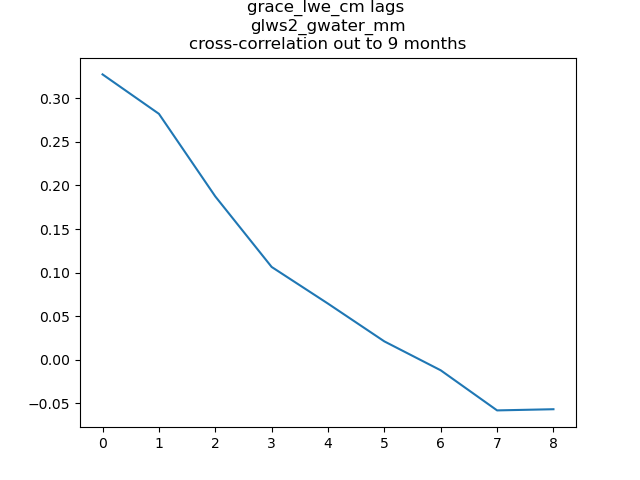 grace_lwe_cm lags
glws2_gwater_mm
cross-correlation out to 9 months
0.30
0.25
0.20
0.15
0.10
0.05
0.00
−0.05
0 1 2 3 4 5 6 7 8